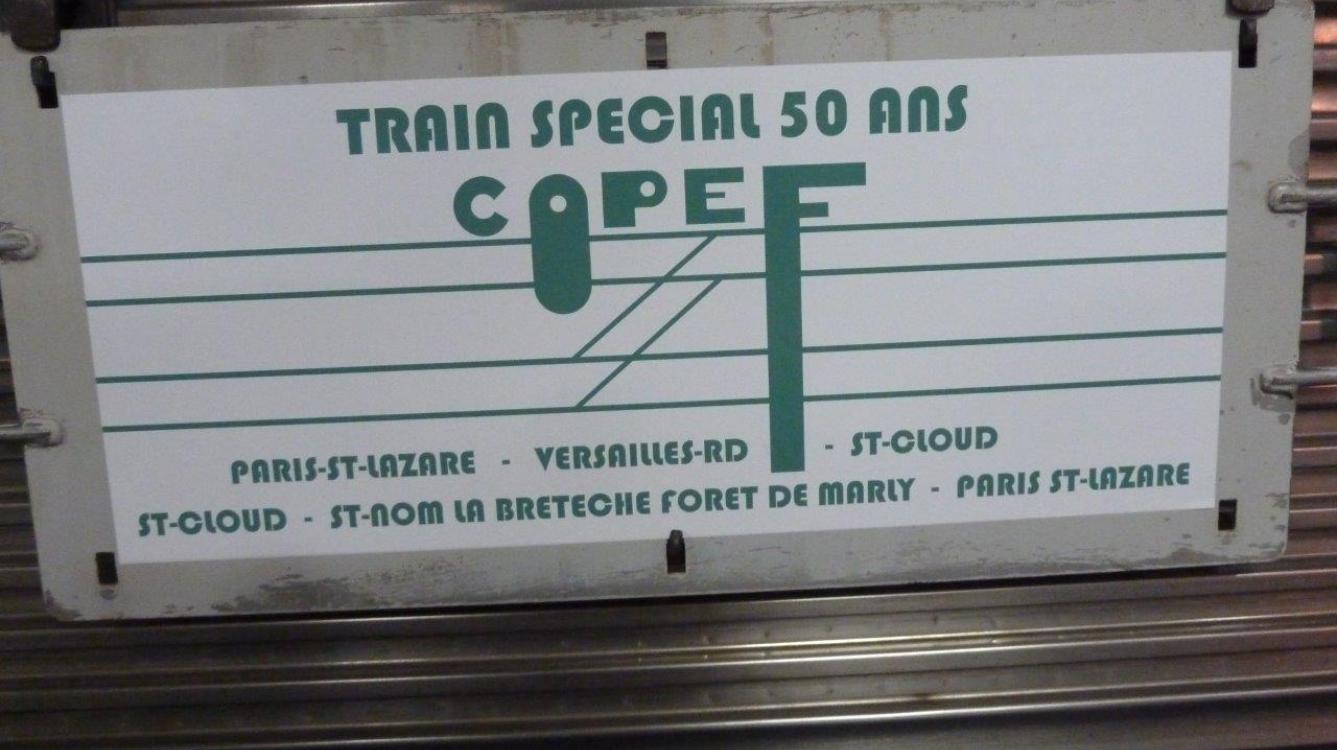 TRAIN SPECIAL 50 ANS
COPEF
PARIS-ST-LAZARE - VERSAILLES-RD - ST-CLOUD
ST-CLOUD - ST-NOM LA BRETECHE FORET DE MARLY - PARIS ST-LAZARE